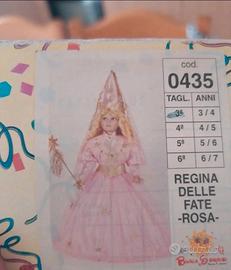 cod.
0435
TAGL. ANNI
3ª 3/4
4ª 4/5
5ª 5/6
6ª 6/7
REGINA
DELLE
FATE
-ROSA-